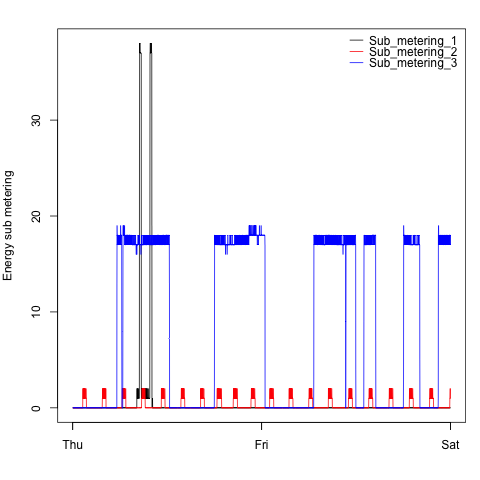 Sub_metering_1
Sub_metering_2
Sub_metering_3
Energy sub metering
30
20
10
0
Thu Fri Sat